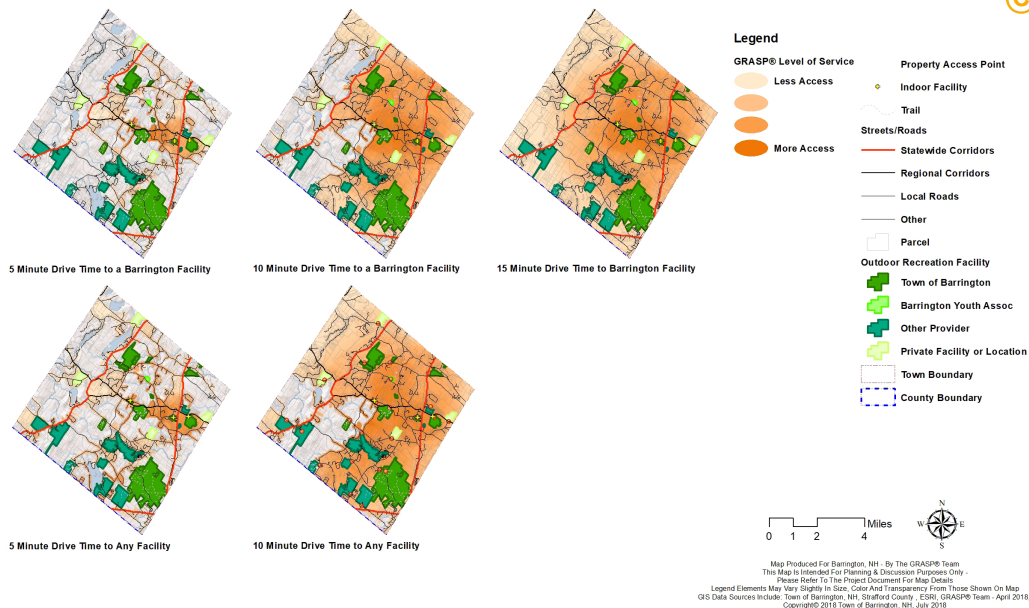 ©
Legend
GRASP® Level of Service
Less Access
More Access
Property Access Point
Indoor Facility
Trail
Streets/Roads
Statewide Corridors
Regional Corridors
Local Roads
Other
Parcel
Outdoor Recreation Facility
Town of Barrington
Barrington Youth Assoc
Other Provider
Private Facility or Location
Town Boundary
County Boundary
5 Minute Drive Time to a Barrington Facility
10 Minute Drive Time to a Barrington Facility
15 Minute Drive Time to Barrington Facility
5 Minute Drive Time to Any Facility
10 Minute Drive Time to Any Facility
Miles
0 1 2 4
N
W E
S
Map Produced For Barrington, NH - By The GRASP® Team
This Map Is Intended For Planning & Discussion Purposes Only -
Please Refer To The Project Document For Map Details
Legend Elements May Vary Slightly In Size, Color And Transparency From Those Shown On Map
GIS Data Sources Include: Town of Barrington, NH, Strafford County , ESRI, GRASP® Team - April 2018
Copyright© 2018 Town of Barrington, NH, July 2018